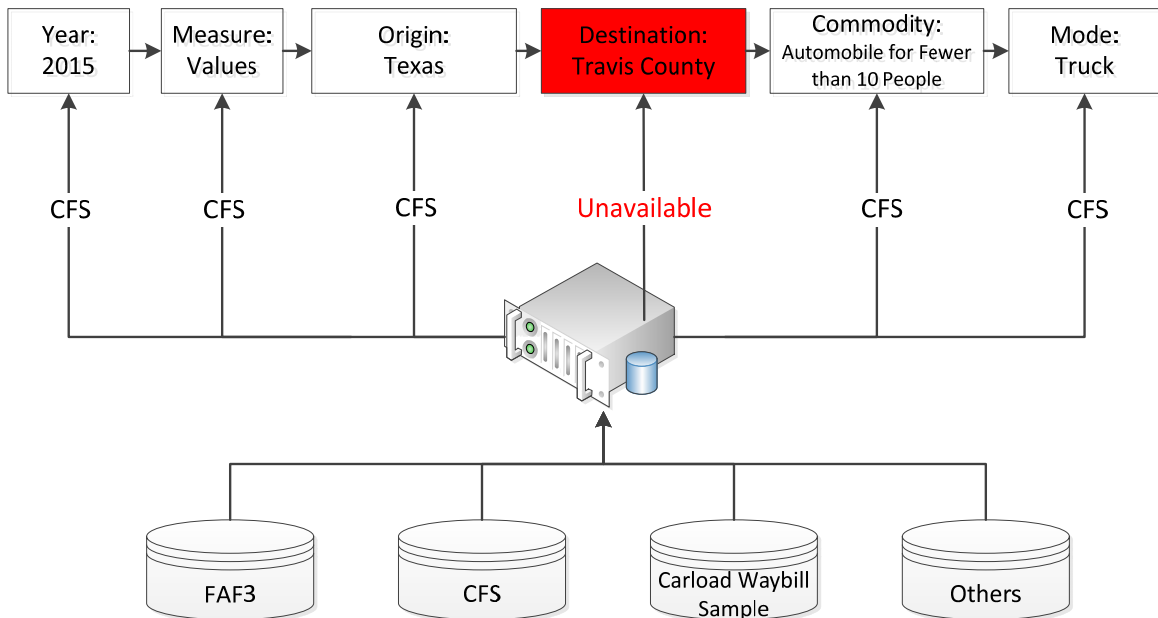 Year:
2015
Measure:
Values
Origin:
Texas
Destination:
Travis County
Commodity:
Automobile for Fewer
than 10 People
Mode:
Truck
CFS
CFS
CFS
Unavailable
CFS
CFS
FAF3
CFS
Carload Waybill
Sample
Others